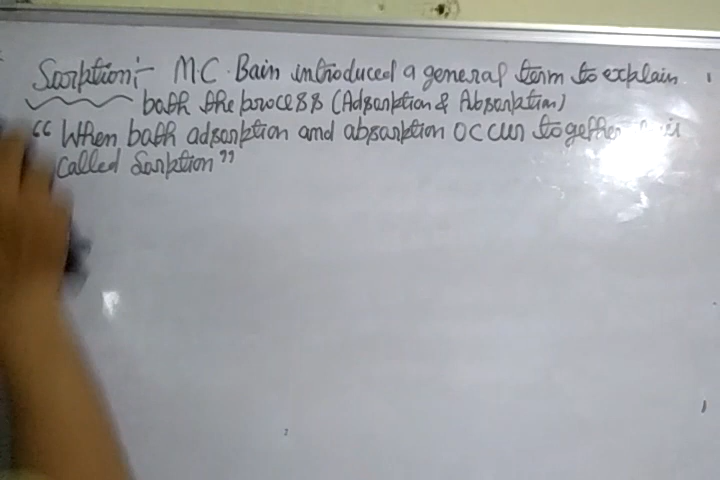 Sorption:- M.C. Bain introduced a general term to explain
both the process (Adsorption & Absorption)
"When both adsorption and absorption occur together is
called Sorption"